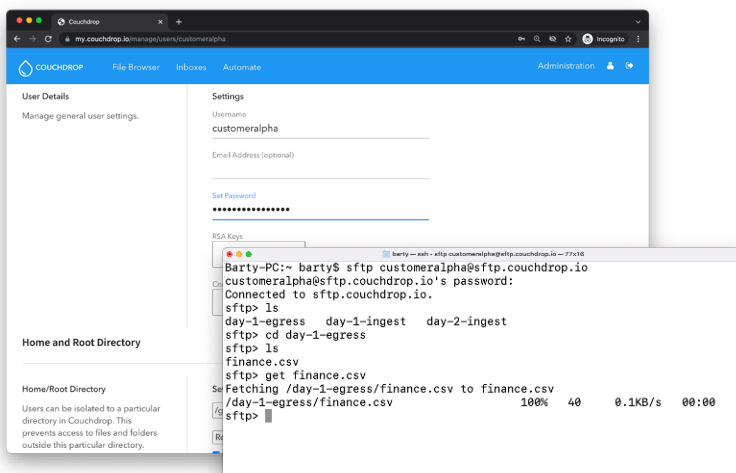 Couchdrop
my.couchdrop.io/manage/users/customeralpha
Incognito
COUCHDROP
File Browser
Inboxes
Automate
Administration
User Details
Manage general user settings.
Settings
Username
customeralpha
Email Address (optional)
Set Password
••••••••••••••••
RSA Keys
Home and Root Directory
Home/Root Directory
Users can be isolated to a particular
directory in Couchdrop. This
prevents access to files and folders
outside this particular directory.
barty — ssh • sftp customeralpha@sftp.couchdrop.io — 77×16
Barty-PC:~ barty$ sftp customeralpha@sftp.couchdrop.io
customeralpha@sftp.couchdrop.io's password:
Connected to sftp.couchdrop.io.
sftp> ls
day-1-egress day-1-ingest day-2-ingest
sftp> cd day-1-egress
sftp> ls
finance.csv
sftp> get finance.csv
Fetching /day-1-egress/finance.csv to finance.csv
/day-1-egress/finance.csv 100% 40 0.1KB/s 00:00
sftp>